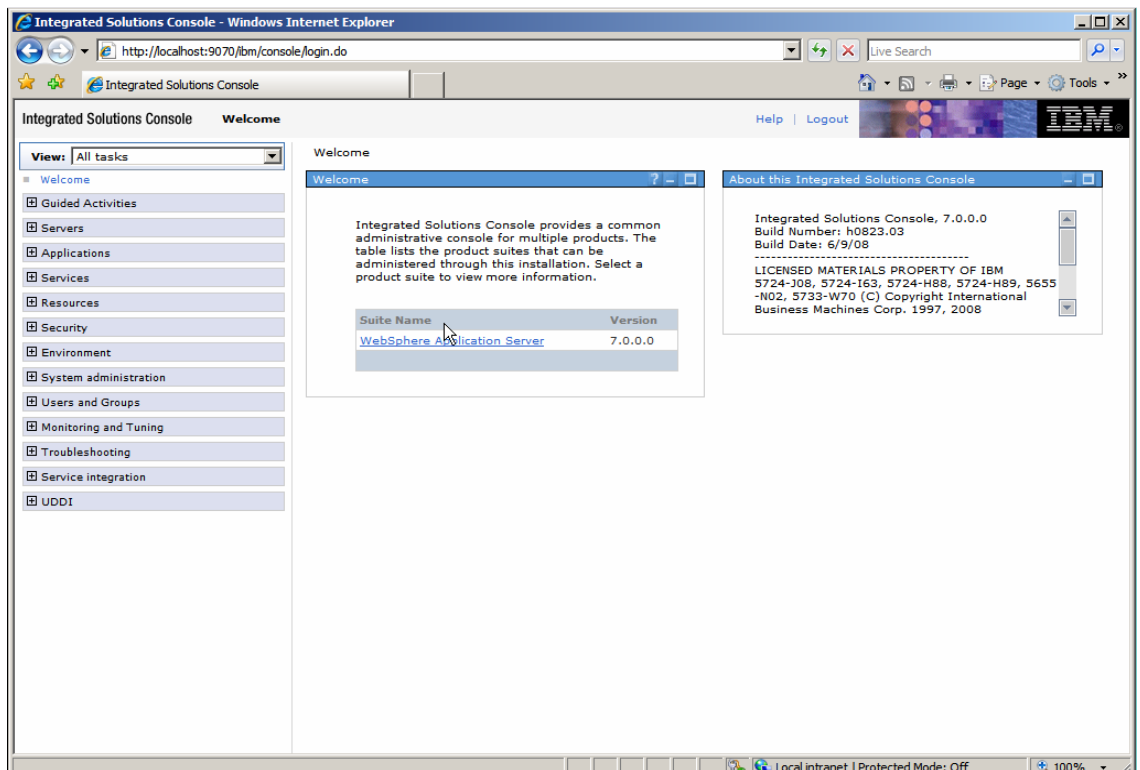 Integrated Solutions Console - Windows Internet Explorer
http://localhost:9070/ibm/console/login.do
Live Search
Integrated Solutions Console
Page
Tools
Integrated Solutions Console Welcome
Help | Logout
IBM
View: All tasks
Welcome
Guided Activities
Servers
Applications
Services
Resources
Security
Environment
System administration
Users and Groups
Monitoring and Tuning
Troubleshooting
Service integration
UDDI
Welcome
Welcome
Integrated Solutions Console provides a common
administrative console for multiple products. The
table lists the product suites that can be
administered through this installation. Select a
product suite to view more information.
Suite Name Version
WebSphere Application Server 7.0.0.0
About this Integrated Solutions Console
Integrated Solutions Console, 7.0.0.0
Build Number: h0823.03
Build Date: 6/9/08
--------------------------------------
LICENSED MATERIALS PROPERTY OF IBM
5724-J08, 5724-I63, 5724-H88, 5724-H89, 5655
-N02, 5733-W70 (C) Copyright International
Business Machines Corp. 1997, 2008
Local intranet | Protected Mode: Off
100%